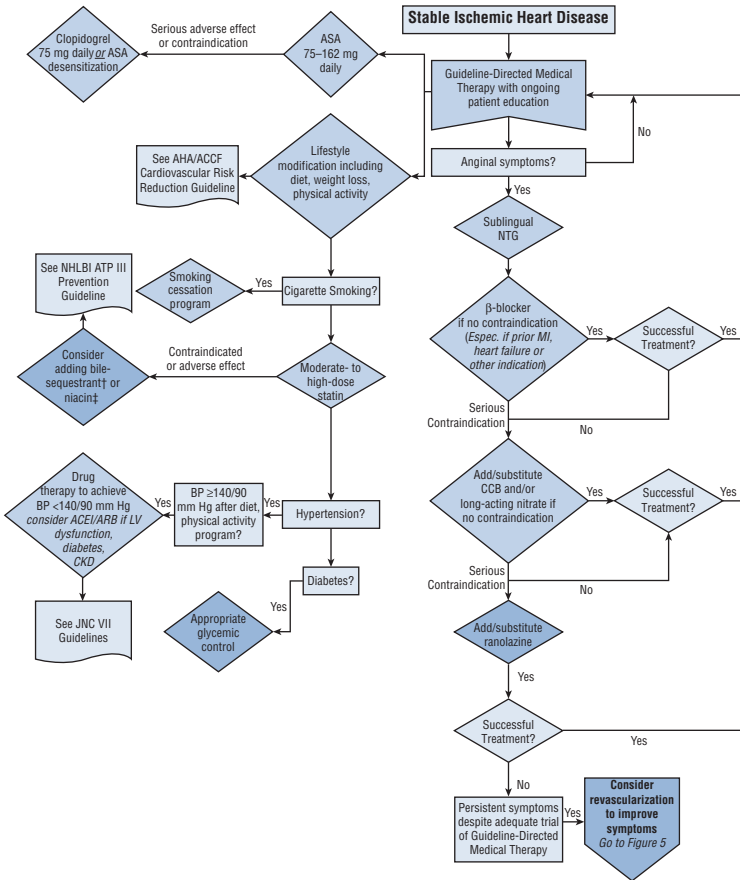 Stable Ischemic Heart Disease
Guideline-Directed Medical
Therapy with ongoing
patient education
No
Anginal symptoms?
Yes
Sublingual
NTG
β-blocker
if no contraindication
(Espec. if prior MI,
heart failure or
other indication)
Yes
Successful
Treatment?
Yes
Serious
Contraindication
No
Add/substitute
CCB and/or
long-acting nitrate if
no contraindication
Yes
Successful
Treatment?
Yes
Serious
Contraindication
No
Add/substitute
ranolazine
Yes
Successful
Treatment?
Yes
No
Persistent symptoms
despite adequate trial
of Guideline-Directed
Medical Therapy
Yes
Consider
revascularization
to improve
symptoms
Go to Figure 5
ASA
75–162 mg
daily
Serious adverse effect
or contraindication
Clopidogrel
75 mg daily or ASA
desensitization
Lifestyle
modification including
diet, weight loss,
physical activity
See AHA/ACCF
Cardiovascular Risk
Reduction Guideline
Cigarette Smoking?
Yes
Smoking
cessation
program
Moderate- to
high-dose
statin
Contraindicated
or adverse effect
Consider
adding bile-
sequestrant† or
niacin‡
See NHLBI ATP III
Prevention
Guideline
Hypertension?
Yes
BP ≥140/90
mm Hg after diet,
physical activity
program?
Yes
Drug
therapy to achieve
BP <140/90 mm Hg
consider ACEI/ARB if LV
dysfunction,
diabetes,
CKD
See JNC VII
Guidelines
Diabetes?
Yes
Appropriate
glycemic
control